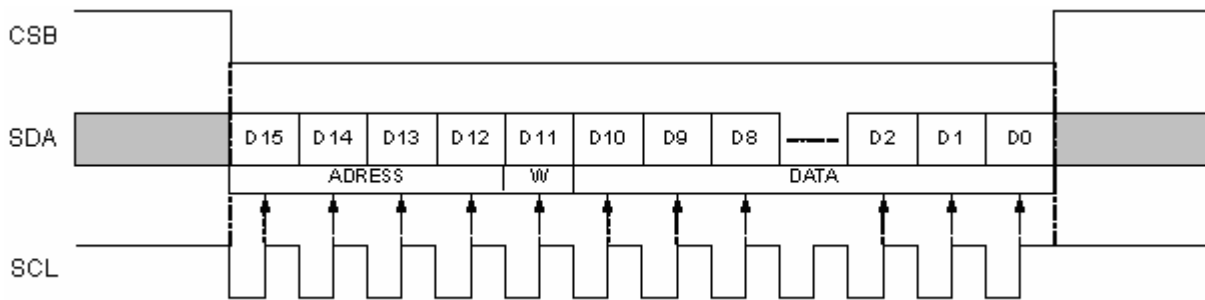 CSB
SDA D15 D14 D13 D12 D11 D10 D9 D8 D2 D1 D0
ADRESS W DATA
SCL